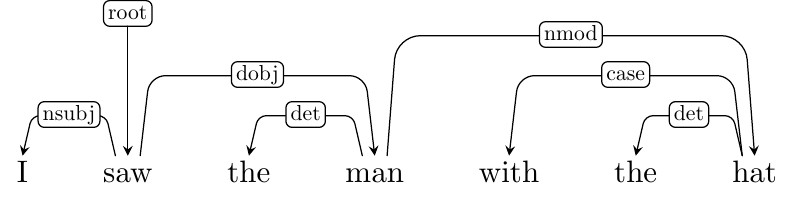 root
nmod
dobj case
nsubj det det
I saw the man with the hat